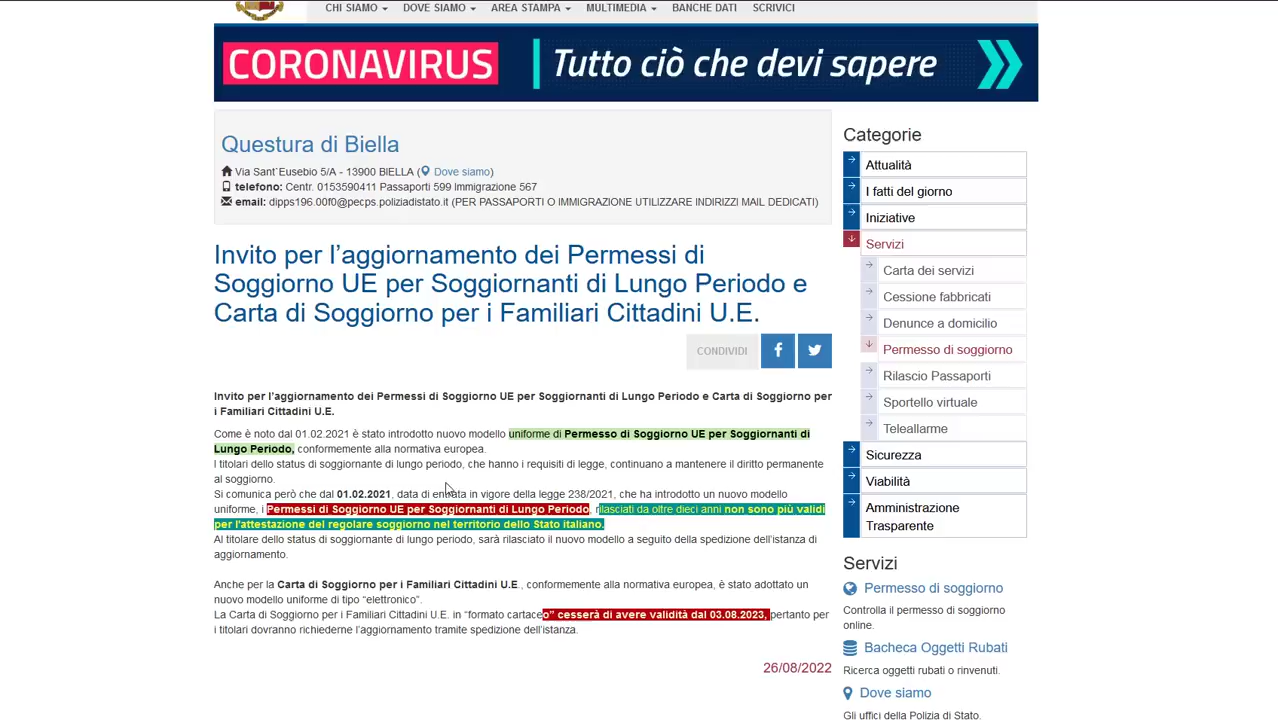 CHI SIAMO DOVE SIAMO AREA STAMPA MULTIMEDIA BANCHE DATI SCRIVICI
CORONAVIRUS Tutto ciò che devi sapere
Questura di Biella
Via Sant'Eusebio 5/A - 13900 BIELLA ( Dove siamo)
telefono: Centr. 0153590411 Passaporti 599 Immigrazione 567
email: dipps196.00f0@pecps.poliziadistato.it (PER PASSAPORTI O IMMIGRAZIONE UTILIZZARE INDIRIZZI MAIL DEDICATI)
Invito per l’aggiornamento dei Permessi di
Soggiorno UE per Soggiornanti di Lungo Periodo e
Carta di Soggiorno per i Familiari Cittadini U.E.
CONDIVIDI
Invito per l’aggiornamento dei Permessi di Soggiorno UE per Soggiornanti di Lungo Periodo e Carta di Soggiorno per
i Familiari Cittadini U.E.
Come è noto dal 01.02.2021 è stato introdotto nuovo modello uniforme di Permesso di Soggiorno UE per Soggiornanti di
Lungo Periodo, conformemente alla normativa europea.
I titolari dello status di soggiornante di lungo periodo, che hanno i requisiti di legge, continuano a mantenere il diritto permanente
al soggiorno.
Si comunica però che dal 01.02.2021, data di entrata in vigore della legge 238/2021, che ha introdotto un nuovo modello
uniforme, i Permessi di Soggiorno UE per Soggiornanti di Lungo Periodo, rilasciati da oltre dieci anni non sono più validi
per l’attestazione del regolare soggiorno nel territorio dello Stato italiano.
Al titolare dello status di soggiornante di lungo periodo, sarà rilasciato il nuovo modello a seguito della spedizione dell’istanza di
aggiornamento.
Anche per la Carta di Soggiorno per i Familiari Cittadini U.E., conformemente alla normativa europea, è stato adottato un
nuovo modello uniforme di tipo “elettronico”.
La Carta di Soggiorno per i Familiari Cittadini U.E. in “formato cartaceo” cesserà di avere validità dal 03.08.2023, pertanto per
i titolari dovranno richiederne l’aggiornamento tramite spedizione dell’istanza.
26/08/2022
Categorie
Attualità
I fatti del giorno
Iniziative
Servizi
Carta dei servizi
Cessione fabbricati
Denunce a domicilio
Permesso di soggiorno
Rilascio Passaporti
Sportello virtuale
Teleallarme
Sicurezza
Viabilità
Amministrazione
Trasparente
Servizi
Permesso di soggiorno
Controlla il permesso di soggiorno
online.
Bacheca Oggetti Rubati
Ricerca oggetti rubati o rinvenuti.
Dove siamo
Gli uffici della Polizia di Stato.